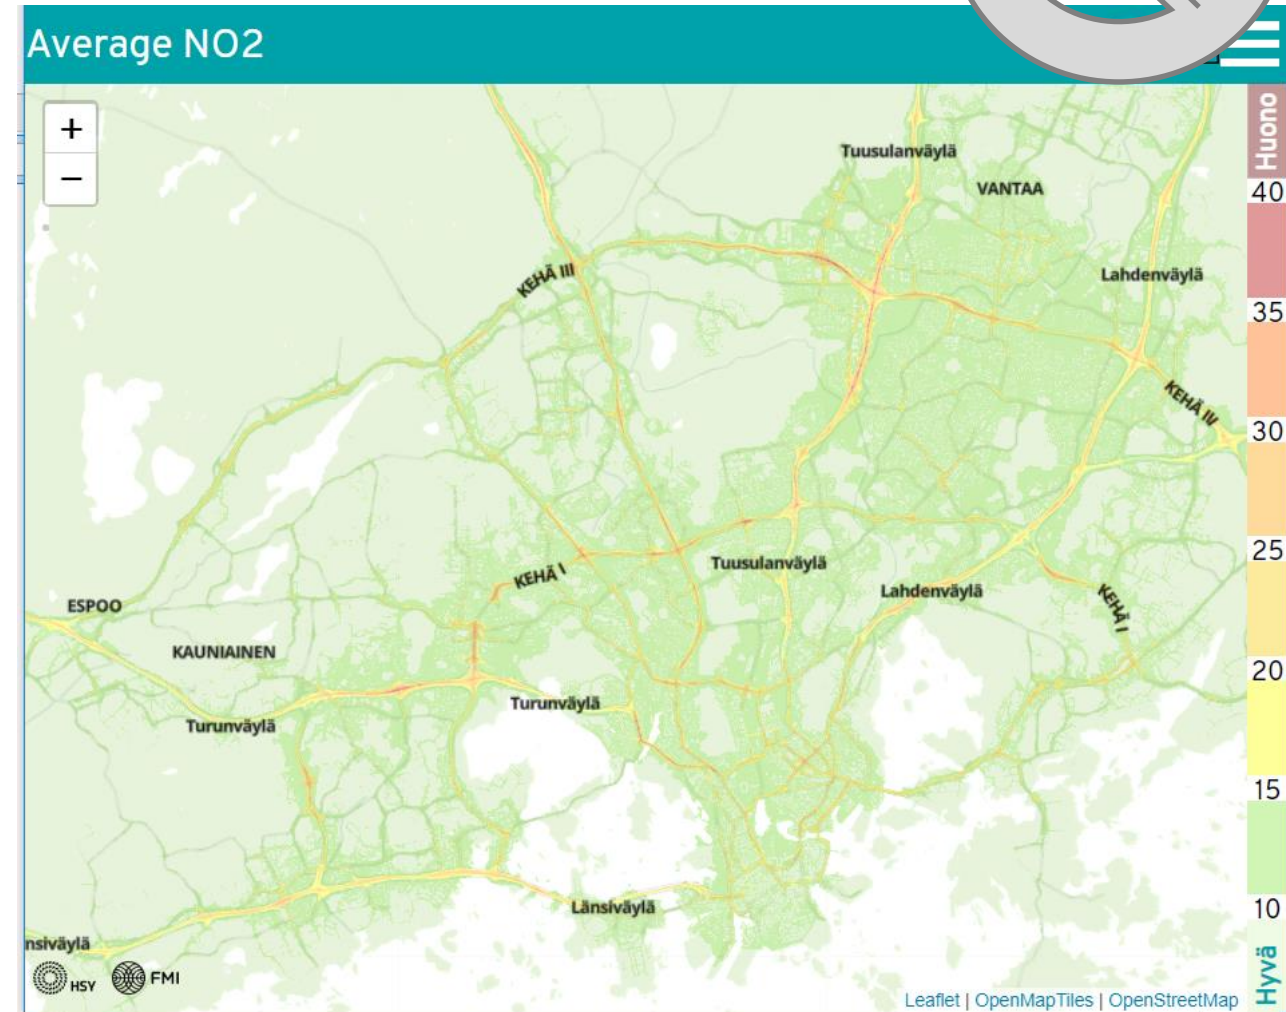 Average NO2
+
−
Huono
Tuusulanväylä
VANTAA
40
KEHÄ III
Lahdenväylä
35
KEHÄ IV
30
25
Tuusulanväylä
KEHÄ I
Lahdenväylä
KEHÄ I
ESPOO
KAUNIAINEN
20
Turunväylä
Turunväylä
15
Länsiväylä
10
nsiväylä
HSY
FMI
Hyvä
Leaflet | OpenMapTiles | OpenStreetMap